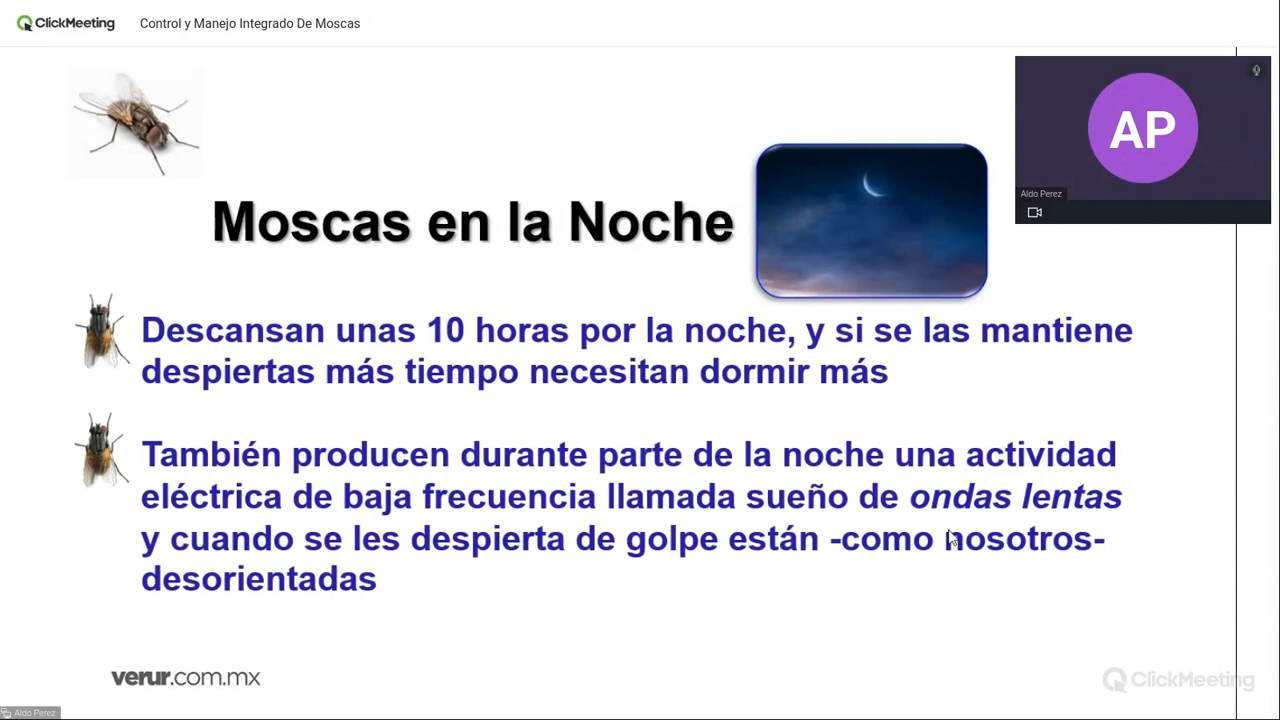 ClickMeeting
Control y Manejo Integrado De Moscas
AP
Aldo Perez
Moscas en la Noche
Descansan unas 10 horas por la noche, y si se las mantiene
despiertas más tiempo necesitan dormir más
También producen durante parte de la noche una actividad
eléctrica de baja frecuencia llamada sueño de ondas lentas
y cuando se les despierta de golpe están -como nosotros-
desorientadas
verur.com.mx
ClickMeeting
Aldo Perez